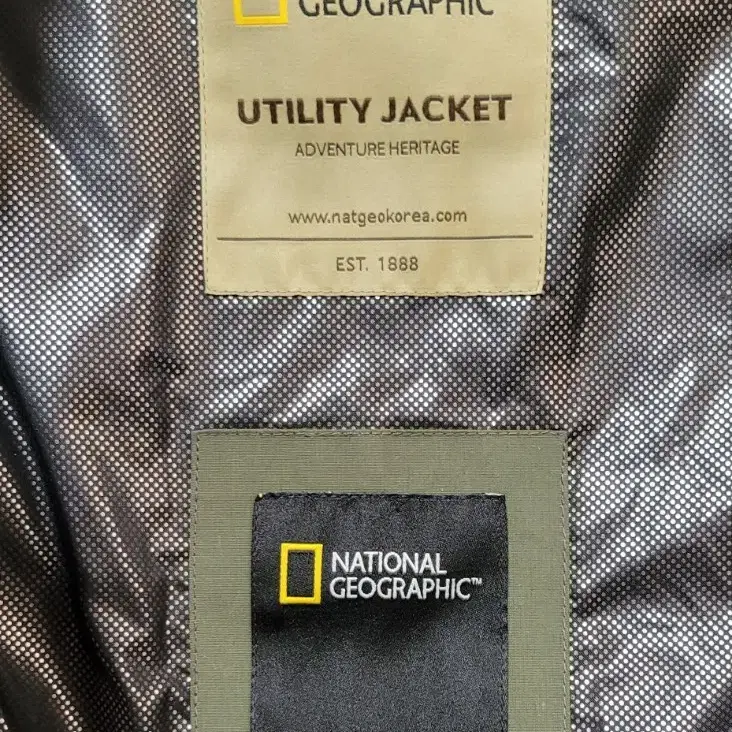 GEOGRAPHIC
UTILITY JACKET
ADVENTURE HERITAGE
www.natgeokorea.com
EST. 1888
NATIONAL
GEOGRAPHIC™